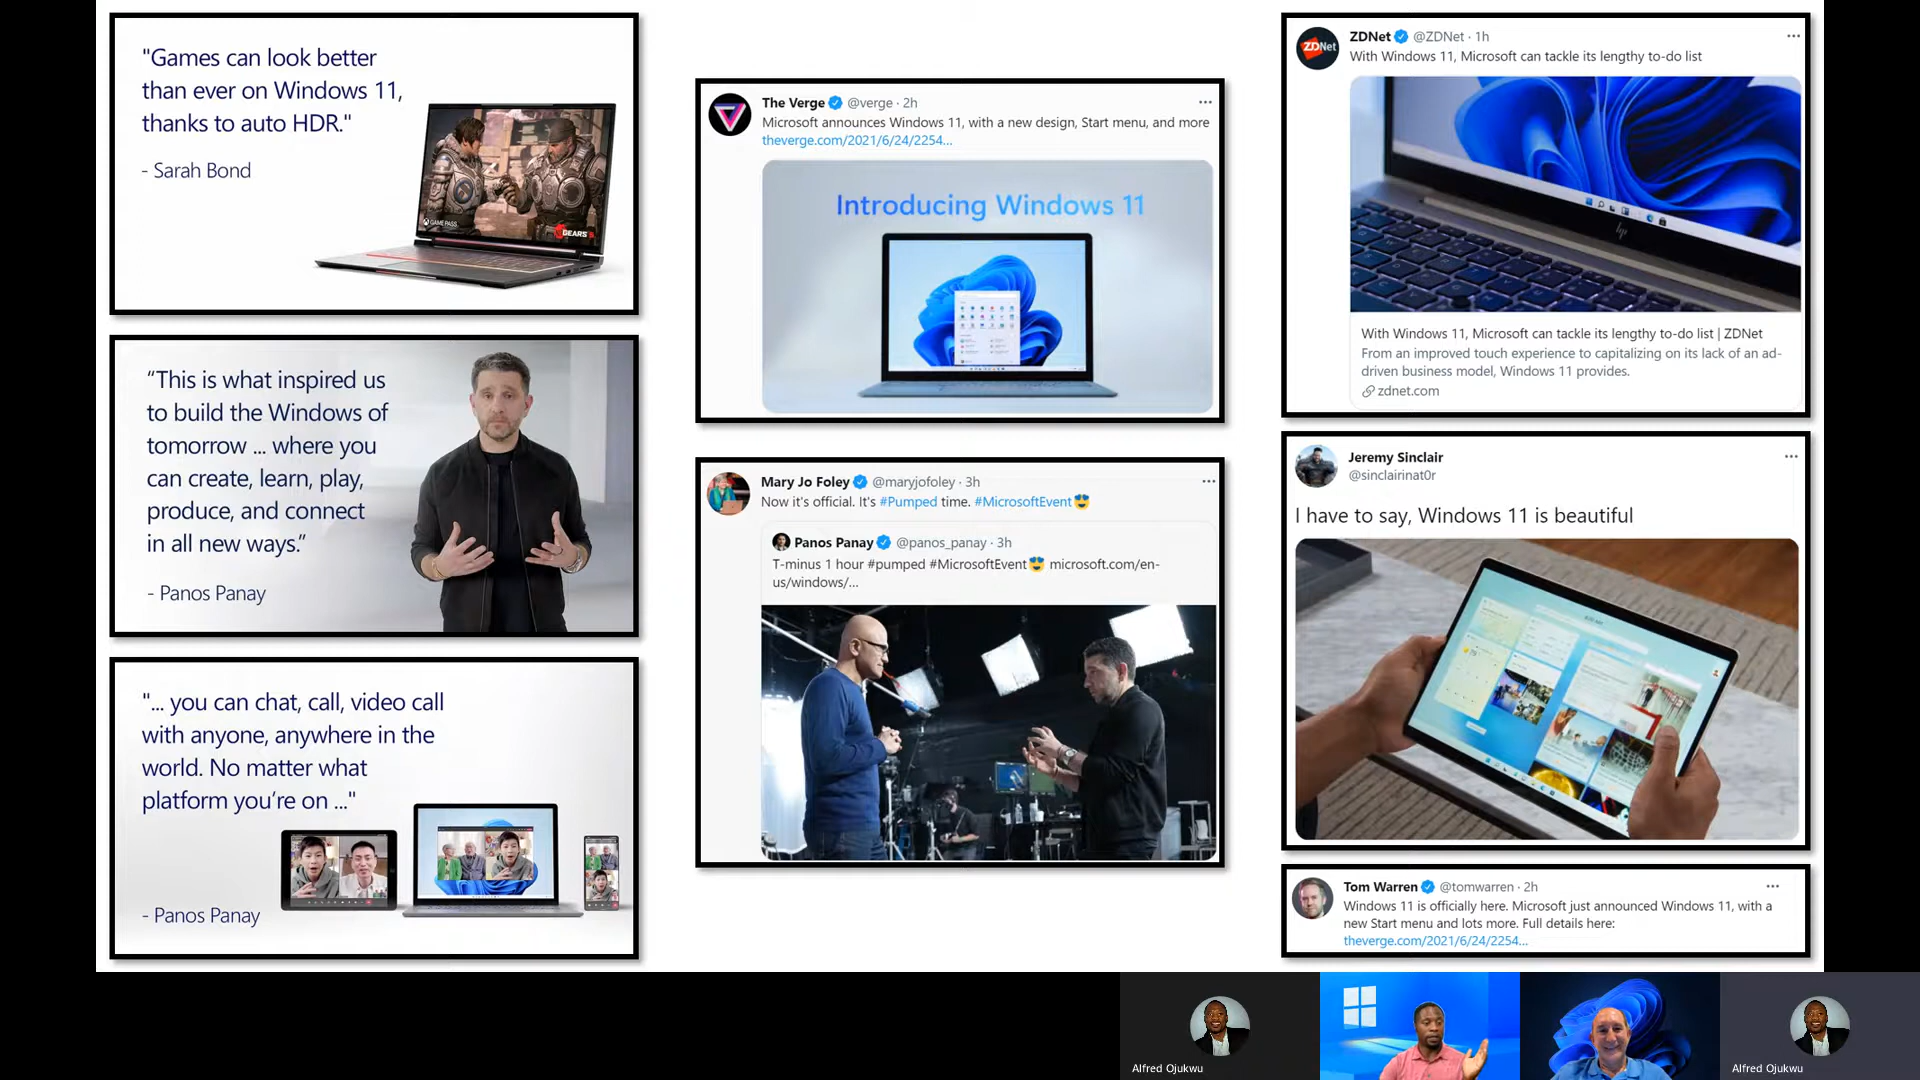 "Games can look better
than ever on Windows 11,
thanks to auto HDR."
- Sarah Bond
GAME PASS
GEARS 5
“This is what inspired us
to build the Windows of
tomorrow ... where you
can create, learn, play,
produce, and connect
in all new ways.”
- Panos Panay
"... you can chat, call, video call
with anyone, anywhere in the
world. No matter what
platform you’re on ..."
- Panos Panay
The Verge @verge · 2h
Microsoft announces Windows 11, with a new design, Start menu, and more
theverge.com/2021/6/24/2254...
Introducing Windows 11
Mary Jo Foley @maryjofoley · 3h
Now it's official. It's #Pumped time. #MicrosoftEvent
Panos Panay @panos_panay · 3h
T-minus 1 hour #pumped #MicrosoftEvent microsoft.com/en-
us/windows/...
ZDNet
ZDNet @ZDNet · 1h
With Windows 11, Microsoft can tackle its lengthy to-do list
hp
With Windows 11, Microsoft can tackle its lengthy to-do list | ZDNet
From an improved touch experience to capitalizing on its lack of an ad-
driven business model, Windows 11 provides.
zdnet.com
Jeremy Sinclair
@sinclairinat0r
I have to say, Windows 11 is beautiful
Tom Warren @tomwarren · 2h
Windows 11 is officially here. Microsoft just announced Windows 11, with a
new Start menu and lots more. Full details here:
theverge.com/2021/6/24/2254...
Alfred Ojukwu
Alfred Ojukwu